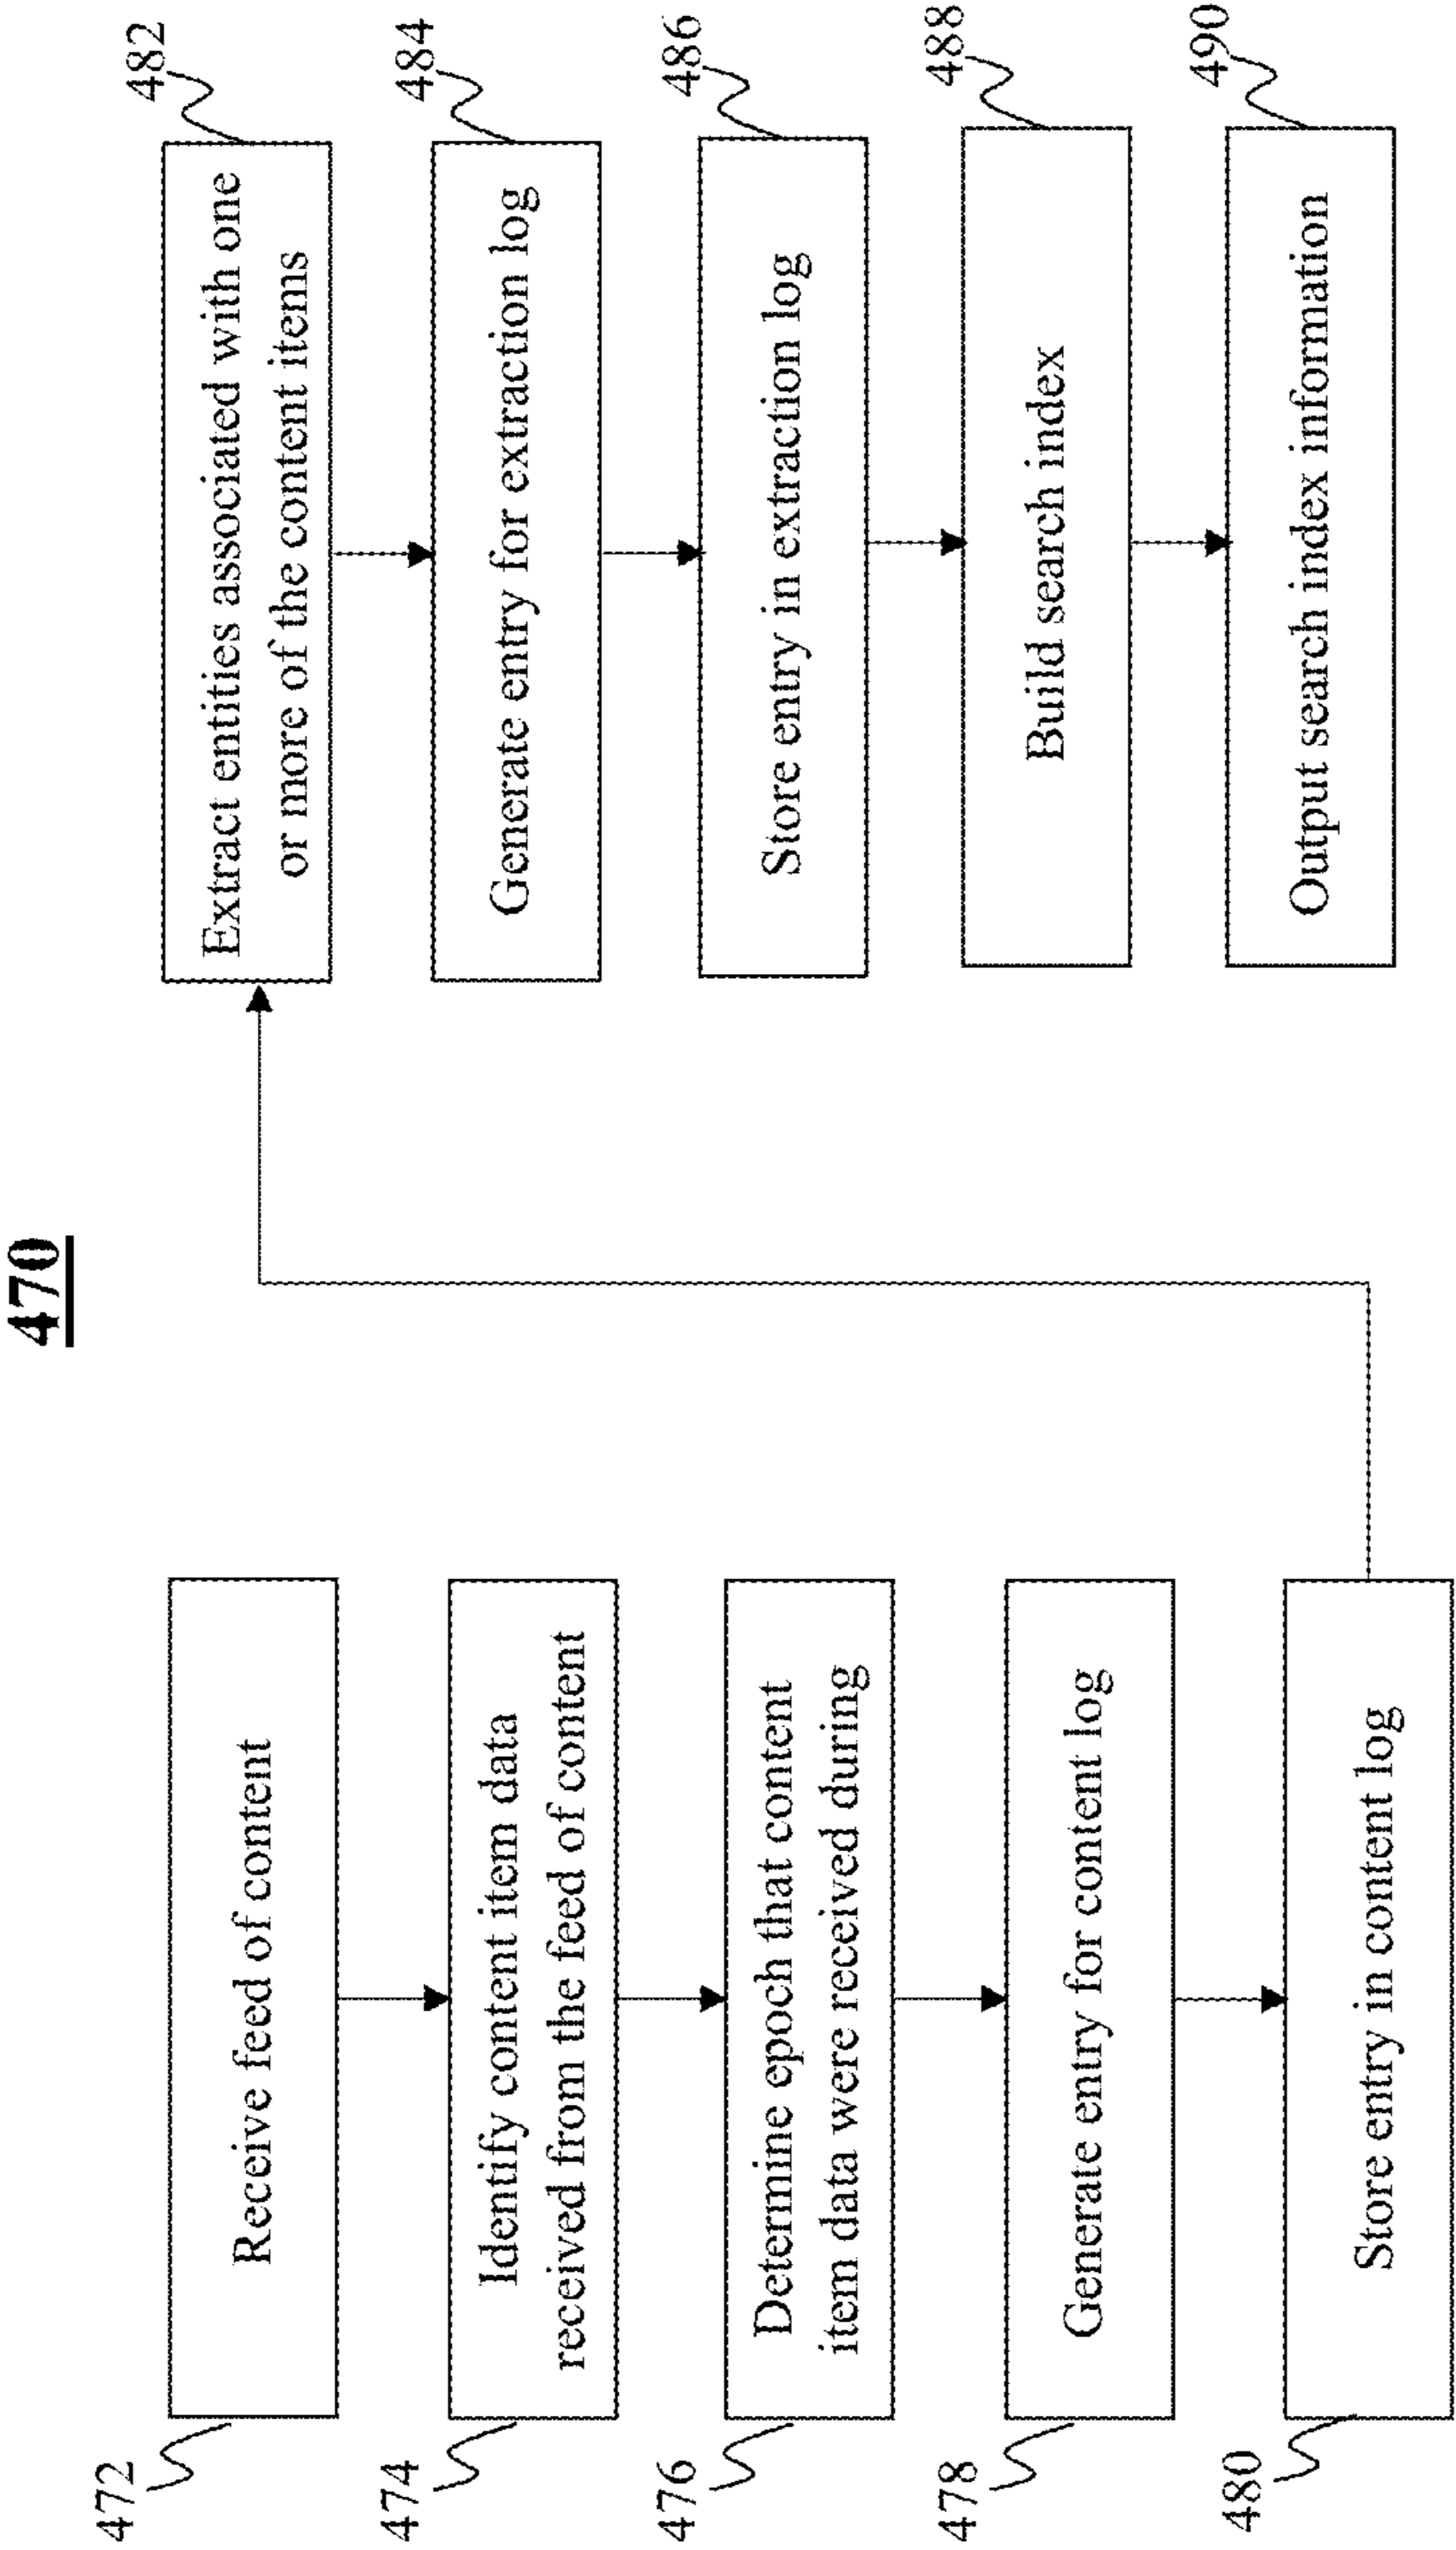 470
472
Receive feed of content
474
Identify content item data
received from the feed of content
476
Determine epoch that content
item data were received during
478
Generate entry for content log
480
Store entry in content log
482
Extract entities associated with one
or more of the content items
484
Generate entry for extraction log
486
Store entry in extraction log
488
Build search index
490
Output search index information